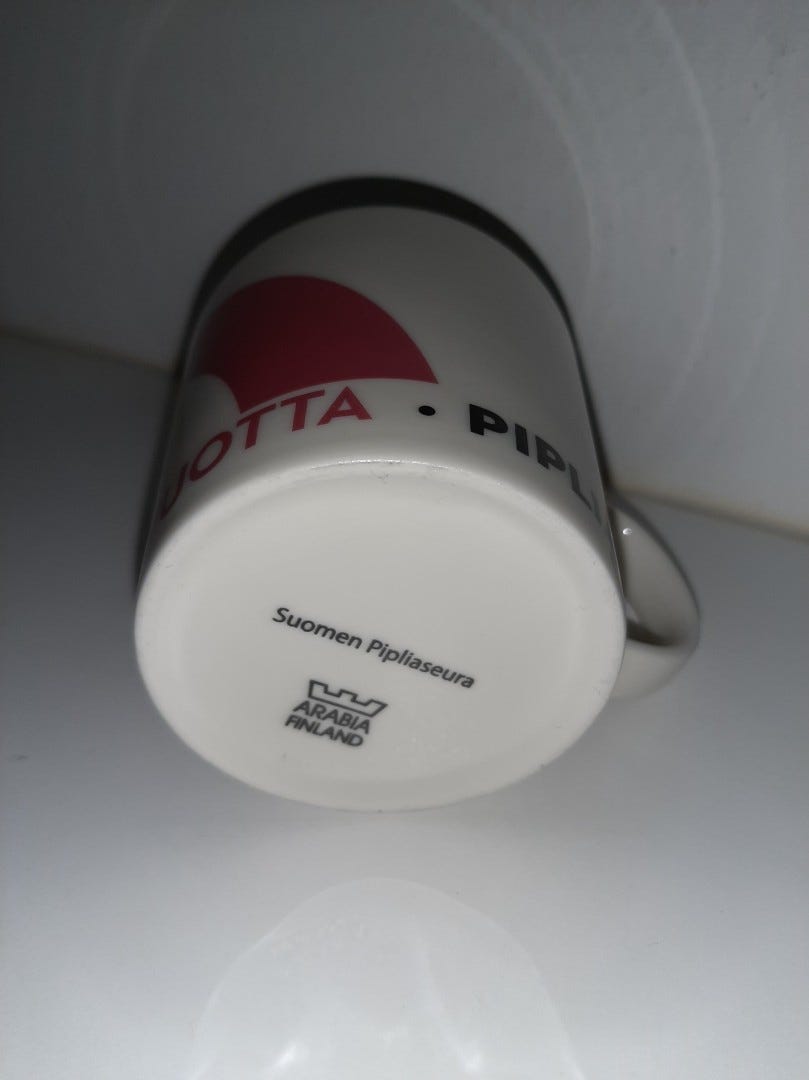 UOTTA • PIPLI
Suomen Pipliaseura
ARABIA
FINLAND